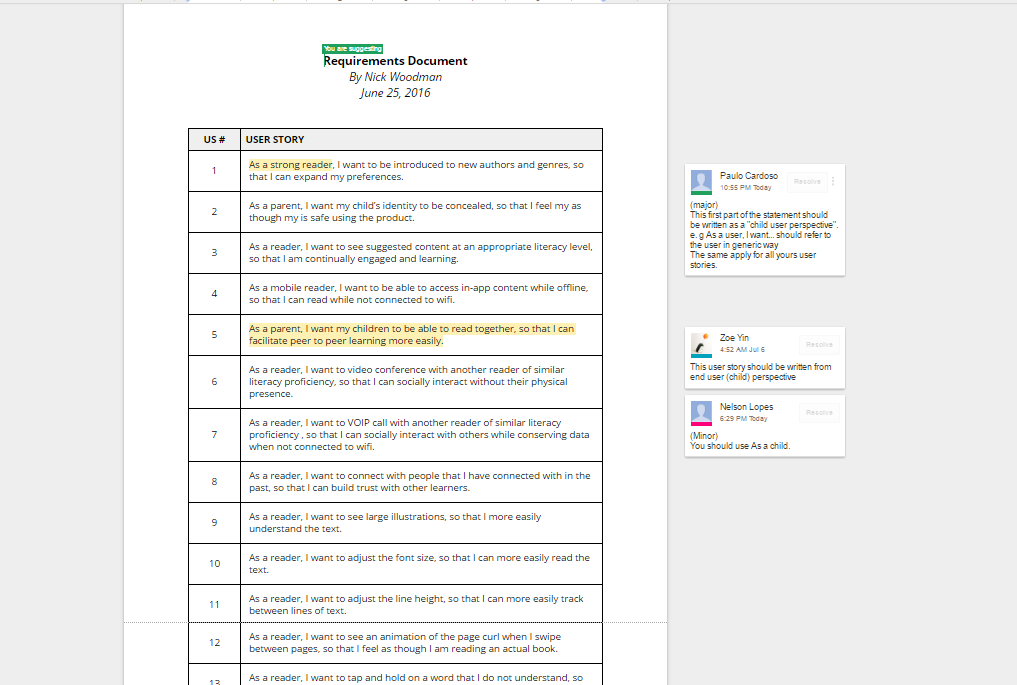 You are suggesting
Requirements Document
By Nick Woodman
June 25, 2016
US #
USER STORY
1
As a strong reader, I want to be introduced to new authors and genres, so
that I can expand my preferences.
2
As a parent, I want my child's identity to be concealed, so that I feel my as
though my is safe using the product.
3
As a reader, I want to see suggested content at an appropriate literacy level,
so that I am continually engaged and learning.
4
As a mobile reader, I want to be able to access in-app content while offline,
so that I can read while not connected to wifi.
5
As a parent, I want my children to be able to read together, so that I can
facilitate peer to peer learning more easily.
6
As a reader, I want to video conference with another reader of similar
literacy proficiency, so that I can socially interact without their physical
presence.
7
As a reader, I want to VOIP call with another reader of similar literacy
proficiency , so that I can socially interact with others while conserving data
when not connected to wifi.
8
As a reader, I want to connect with people that I have connected with in the
past, so that I can build trust with other learners.
9
As a reader, I want to see large illustrations, so that I more easily
understand the text.
10
As a reader, I want to adjust the font size, so that I can more easily read the
text.
11
As a reader, I want to adjust the line height, so that I can more easily track
between lines of text.
12
As a reader, I want to see an animation of the page curl when I swipe
between pages, so that I feel as though I am reading an actual book.
13
As a reader, I want to tap and hold on a word that I do not understand, so
Paulo Cardoso
10:55 PM Today
Resolve
(major)
This first part of the statement should
be written as a "child user perspective".
e. g As a user, I want... should refer to
the user in generic way
The same apply for all yours user
stories.
Zoe Yin
4:52 AM Jul 6
Resolve
This user story should be written from
end user (child) perspective
Nelson Lopes
6:29 PM Today
Resolve
(Minor)
You should use As a child.